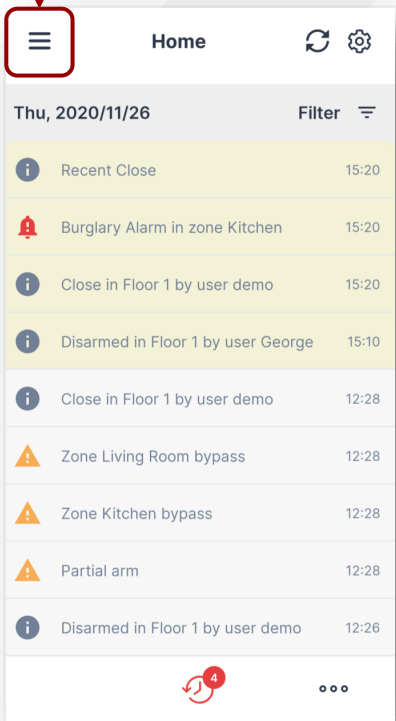 Home
Thu, 2020/11/26 Filter
Recent Close 15:20
Burglary Alarm in zone Kitchen 15:20
Close in Floor 1 by user demo 15:20
Disarmed in Floor 1 by user George 15:10
Close in Floor 1 by user demo 12:28
Zone Living Room bypass 12:28
Zone Kitchen bypass 12:28
Partial arm 12:28
Disarmed in Floor 1 by user demo 12:26
4